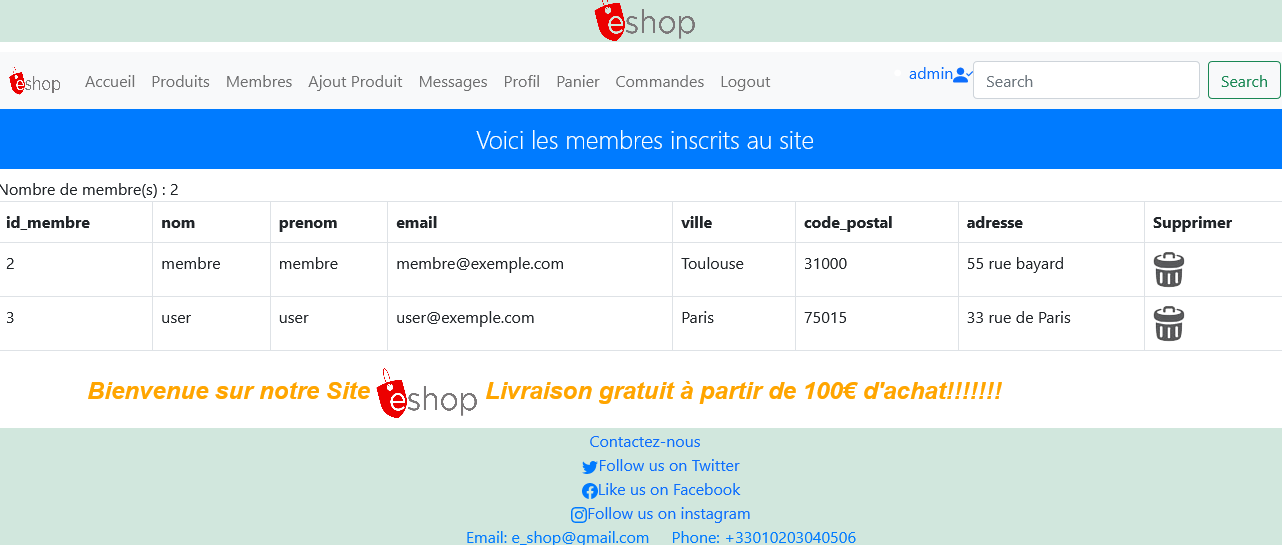 eshop
eshop Accueil Produits Membres Ajout Produit Messages Profil Panier Commandes Logout admin Search Search
Voici les membres inscrits au site
Nombre de membre(s) : 2
id_membre nom prenom email ville code_postal adresse Supprimer
2 membre membre membre@exemple.com Toulouse 31000 55 rue bayard
3 user user user@exemple.com Paris 75015 33 rue de Paris
Bienvenue sur notre Site eshop Livraison gratuit à partir de 100€ d'achat!!!!!!!
Contactez-nous
Follow us on Twitter
Like us on Facebook
Follow us on instagram
Email: e_shop@gmail.com Phone: +33010203040506